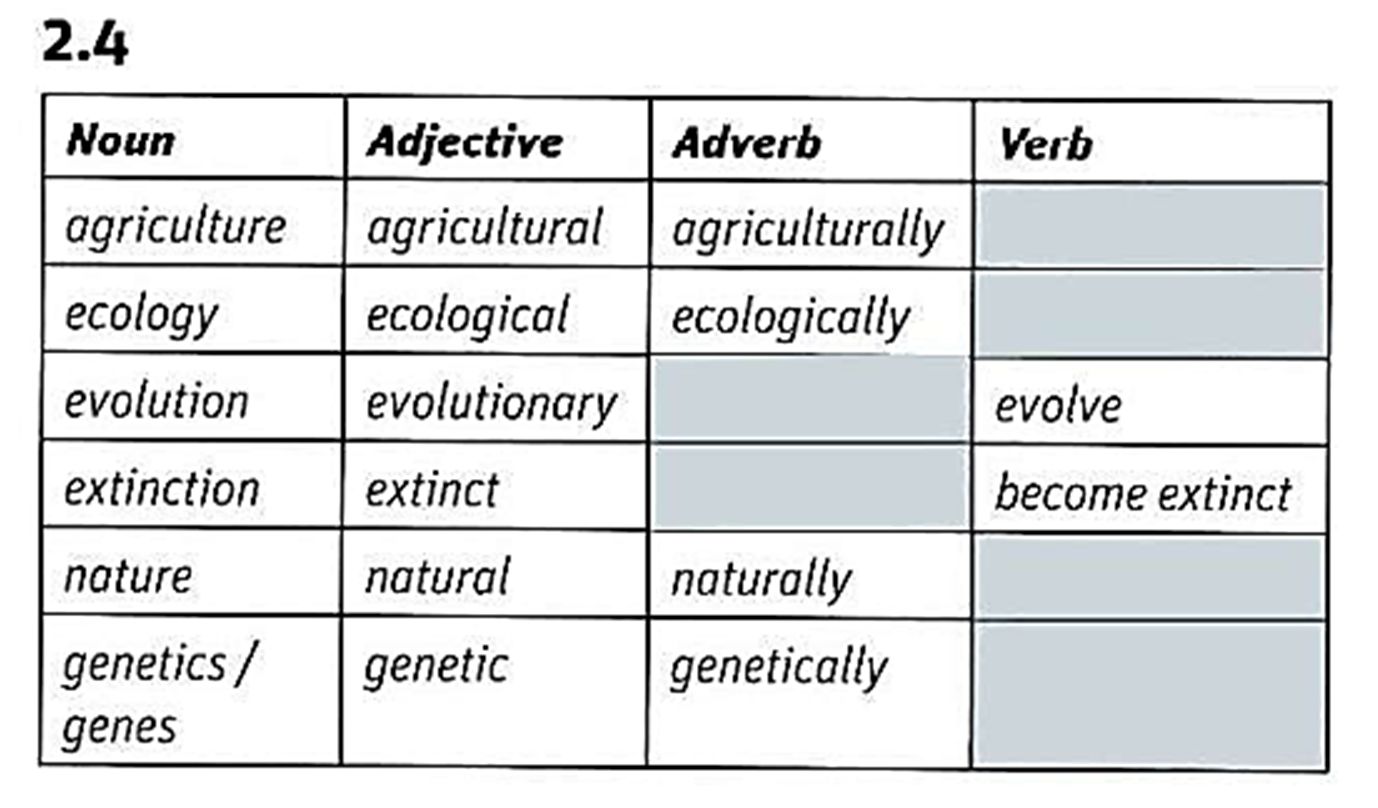 2.4
Noun Adjective Adverb Verb
agriculture agricultural agriculturally
ecology ecological ecologically
evolution evolutionary evolve
extinction extinct become extinct
nature natural naturally
genetics / genetic genetically
genes